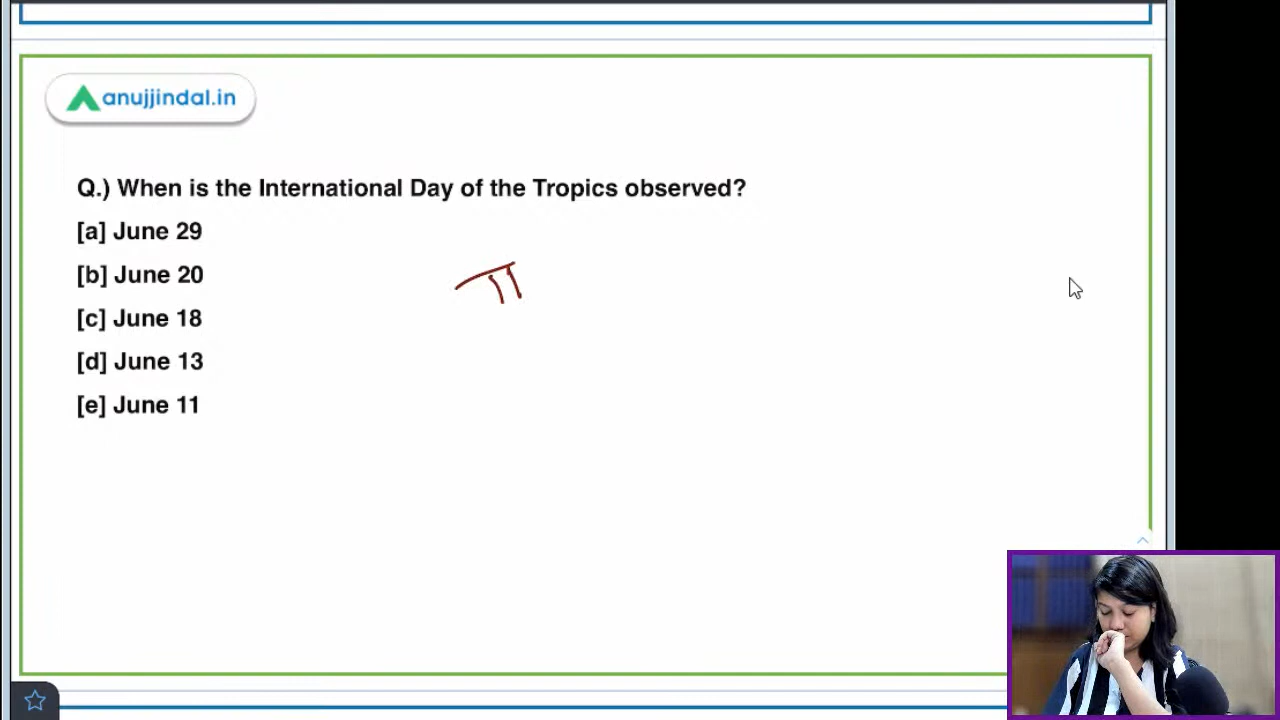 anujjindal.in
Q.) When is the International Day of the Tropics observed?
[a] June 29
[b] June 20
[c] June 18
[d] June 13
[e] June 11